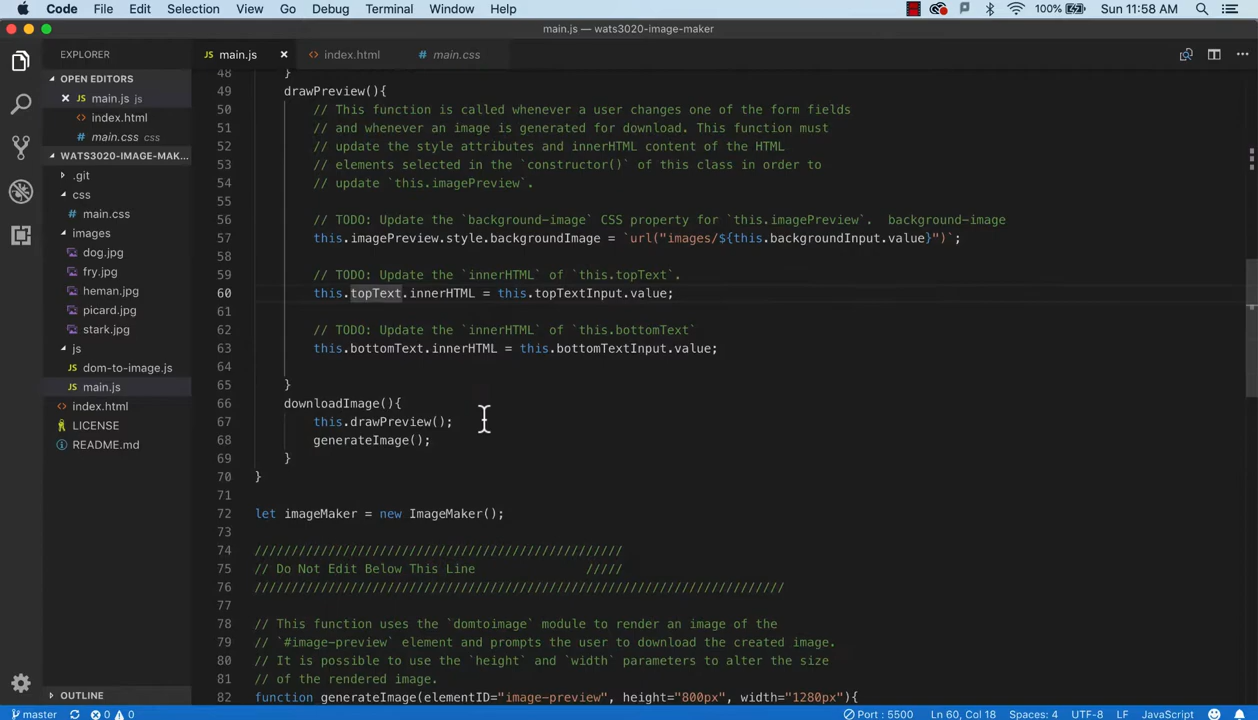 Code File Edit Selection View Go Debug Terminal Window Help 100% Sun 11:58 AM
main.js — wats3020-image-maker
EXPLORER
JS main.js × <> index.html # main.css
OPEN EDITORS
× JS main.js js
<> index.html
# main.css css
WATS3020-IMAGE-MAK...
.git
css
# main.css
images
dog.jpg
fry.jpg
heman.jpg
picard.jpg
stark.jpg
js
JS dom-to-image.js
JS main.js
<> index.html
LICENSE
README.md
OUTLINE
48 }
49 drawPreview(){
50 // This function is called whenever a user changes one of the form fields
51 // and whenever an image is generated for download. This function must
52 // update the style attributes and innerHTML content of the HTML
53 // elements selected in the `constructor()` of this class in order to
54 // update `this.imagePreview`.
55
56 // TODO: Update the `background-image` CSS property for `this.imagePreview`.  background-image
57 this.imagePreview.style.backgroundImage = `url("images/${this.backgroundInput.value}")`;
58
59 // TODO: Update the `innerHTML` of `this.topText`.
60 this.topText.innerHTML = this.topTextInput.value;
61
62 // TODO: Update the `innerHTML` of `this.bottomText`
63 this.bottomText.innerHTML = this.bottomTextInput.value;
64
65 }
66 downloadImage(){
67 this.drawPreview();
68 generateImage();
69 }
70 }
71
72 let imageMaker = new ImageMaker();
73
74 //////////////////////////////////////////////////
75 // Do Not Edit Below This Line               /////
76 ////////////////////////////////////////////////////////////////////////
77
78 // This function uses the `domtoimage` module to render an image of the
79 // `#image-preview` element and prompts the user to download the created image.
80 // It is possible to use the `height` and `width` parameters to alter the size
81 // of the rendered image.
82 function generateImage(elementID="image-preview", height="800px", width="1280px"){
master 0 0 Port : 5500 Ln 60, Col 18 Spaces: 4 UTF-8 LF JavaScript